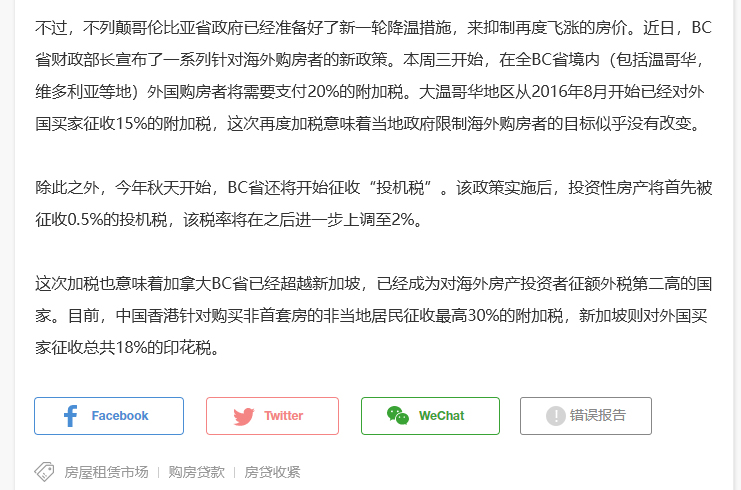 不过，不列颠哥伦比亚省政府已经准备好了新一轮降温措施，来抑制再度飞涨的房价。近日，BC
省财政部长宣布了一系列针对海外购房者的新政策。本周三开始，在全BC省境内（包括温哥华，
维多利亚等地）外国购房者将需要支付20%的附加税。大温哥华地区从2016年8月开始已经对外
国买家征收15%的附加税，这次再度加税意味着当地政府限制海外购房者的目标似乎没有改变。
除此之外，今年秋天开始，BC省还将开始征收“投机税”。该政策实施后，投资性房产将首先被
征收0.5%的投机税，该税率将在之后进一步上调至2%。
这次加税也意味着加拿大BC省已经超越新加坡，已经成为对海外房产投资者征额外税第二高的国
家。目前，中国香港针对购买非首套房的非当地居民征收最高30%的附加税，新加坡则对外国买
家征收总共18%的印花税。
Facebook Twitter WeChat 错误报告
房屋租赁市场 | 购房贷款 | 房贷收紧